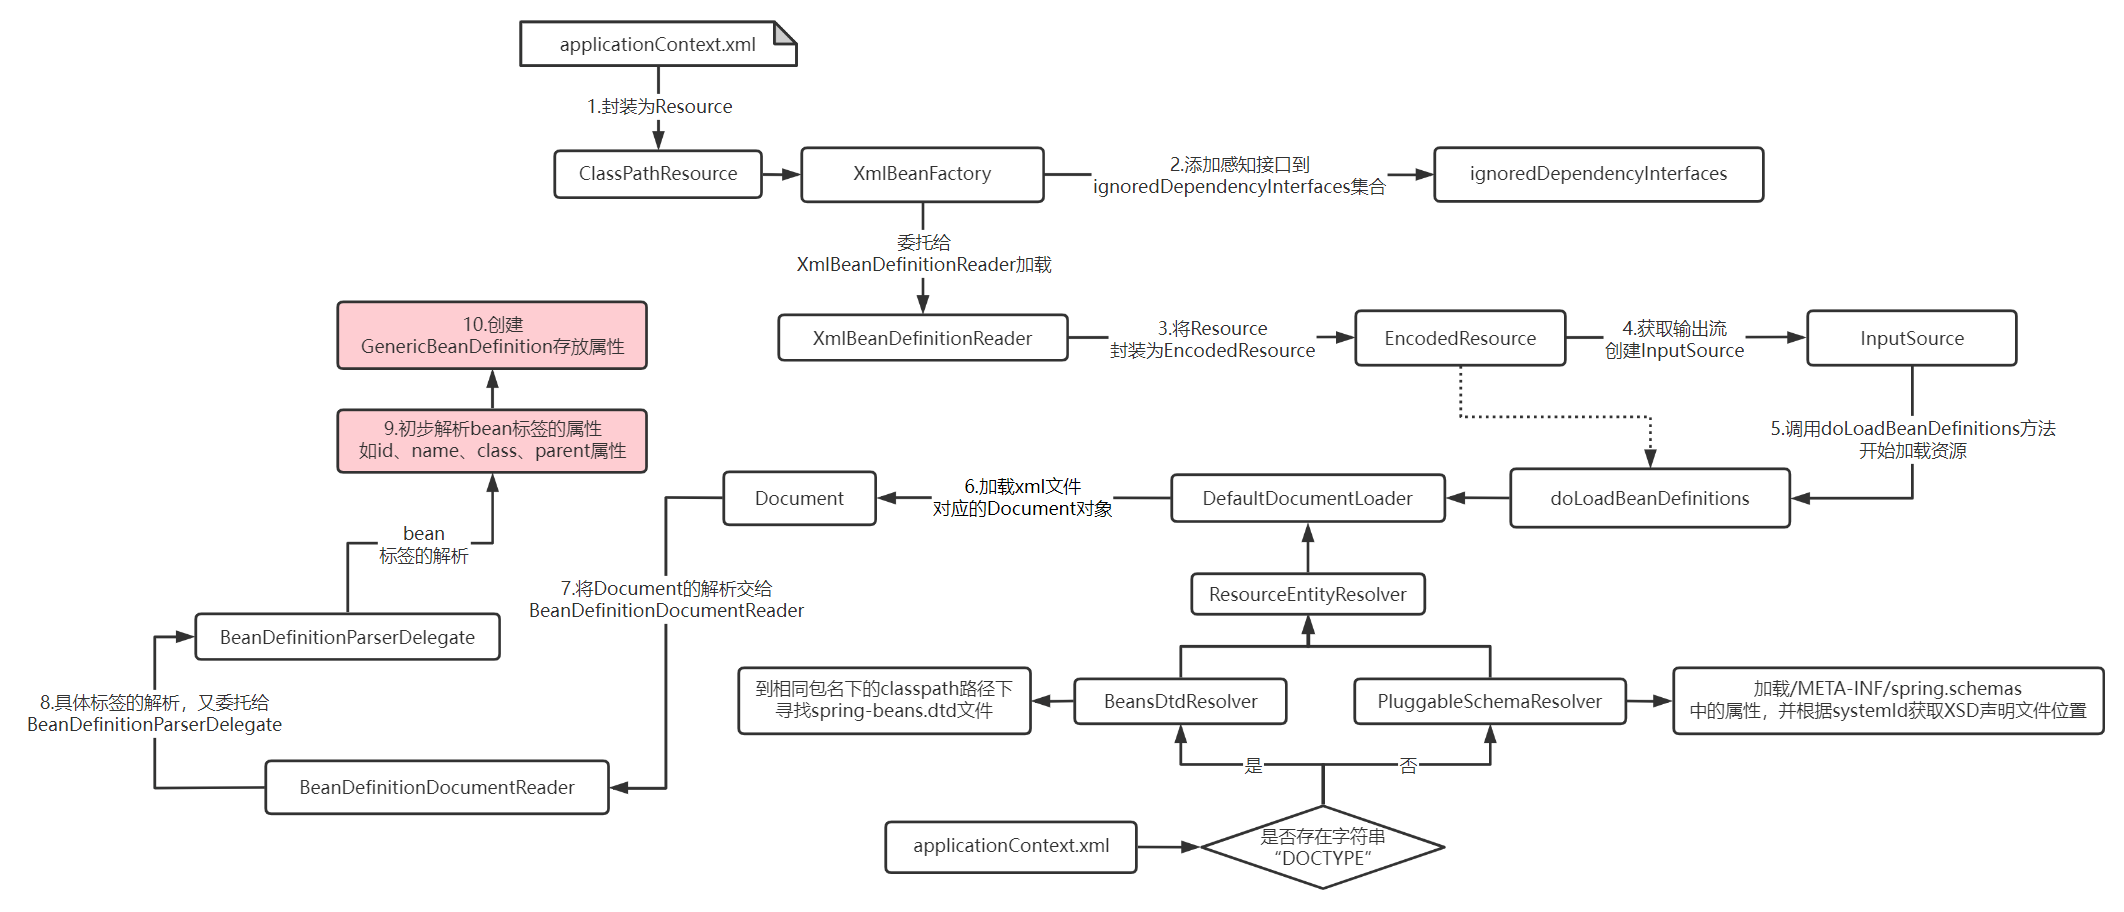 applicationContext.xml
1.封装为Resource
ClassPathResource
XmlBeanFactory
2.添加感知接口到
ignoredDependencyInterfaces集合
ignoredDependencyInterfaces
委托给
XmlBeanDefinitionReader加载
XmlBeanDefinitionReader
3.将Resource
封装为EncodedResource
EncodedResource
4.获取输出流
创建InputSource
InputSource
5.调用doLoadBeanDefinitions方法
开始加载资源
doLoadBeanDefinitions
DefaultDocumentLoader
6.加载xml文件
对应的Document对象
Document
7.将Document的解析交给
BeanDefinitionDocumentReader
BeanDefinitionDocumentReader
8.具体标签的解析，又委托给
BeanDefinitionParserDelegate
BeanDefinitionParserDelegate
bean
标签的解析
9.初步解析bean标签的属性
如id、name、class、parent属性
10.创建
GenericBeanDefinition存放属性
ResourceEntityResolver
到相同包名下的classpath路径下
寻找spring-beans.dtd文件
BeansDtdResolver
PluggableSchemaResolver
加载/META-INF/spring.schemas
中的属性，并根据systemId获取XSD声明文件位置
是
否
applicationContext.xml
是否存在字符串
“DOCTYPE“